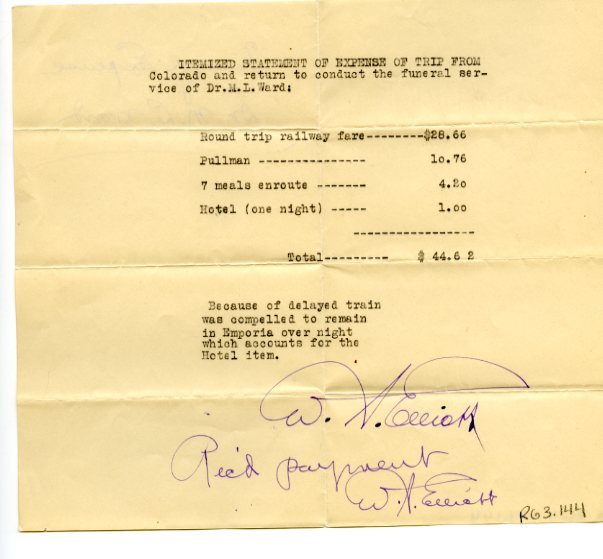 ITEMIZED STATEMENT OF EXPENSE OF TRIP FROM
Colorado and return to conduct the funeral ser-
vice of Dr.M.L.Ward;
Round trip railway fare--------$28.66
Pullman --------------- 10.76
7 meals enroute ------- 4.20
Hotel (one night) ----- 1.00
-----------------
Total--------- $ 44.6 2
Because of delayed train
was compelled to remain
in Emporia over night
which accounts for the
Hotel item.
W. A. Elliott
Rec'd payment
W. A. Elliott
RG3.144